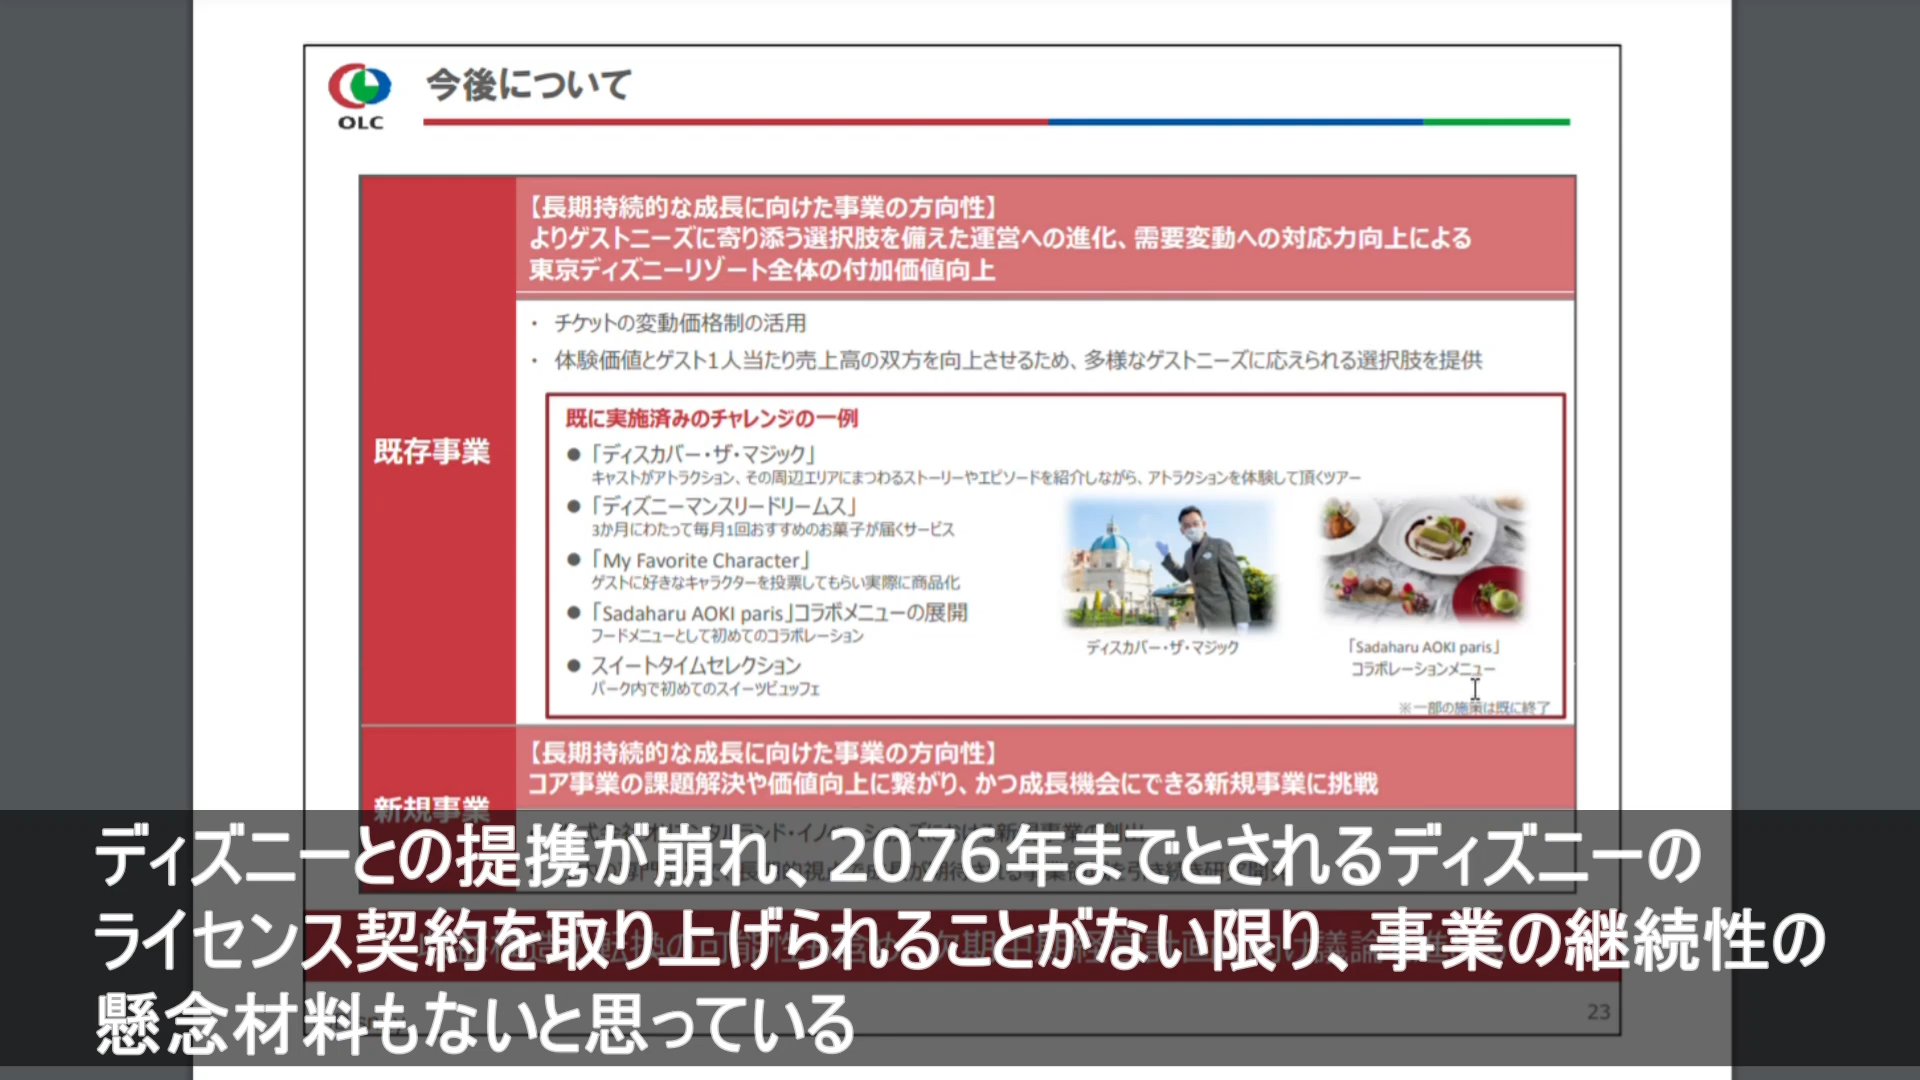 OLC
今後について
【長期持続的な成長に向けた事業の方向性】
よりゲストニーズに寄り添う選択肢を備えた運営への進化、需要変動への対応力向上による
東京ディズニーリゾート全体の付加価値向上
既存事業
・ チケットの変動価格制の活用
・ 体験価値とゲスト1人当たり売上高の双方を向上させるため、多様なゲストニーズに応えられる選択肢を提供
既に実施済みのチャレンジの一例
● 「ディスカバー・ザ・マジック」
キャストがアトラクション、その周辺エリアにまつわるストーリーやエピソードを紹介しながら、アトラクションを体験して頂くツアー
● 「ディズニーマンスリードリームス」
3か月にわたって毎月1回おすすめのお菓子が届くサービス
● 「My Favorite Character」
ゲストに好きなキャラクターを投票してもらい実際に商品化
● 「Sadaharu AOKI paris」コラボメニューの展開
フードメニューとして初めてのコラボレーション
● スイートタイムセレクション
パーク内で初めてのスイーツビュッフェ
ディスカバー・ザ・マジック
「Sadaharu AOKI paris」
コラボレーションメニュー
※一部の施策は既に終了
新規事業
【長期持続的な成長に向けた事業の方向性】
コア事業の課題解決や価値向上に繋がり、かつ成長機会にできる新規事業に挑戦
ディズニーとの提携が崩れ、2076年までとされるディズニーの
ライセンス契約を取り上げられることがない限り、事業の継続性の
懸念材料もないと思っている
23